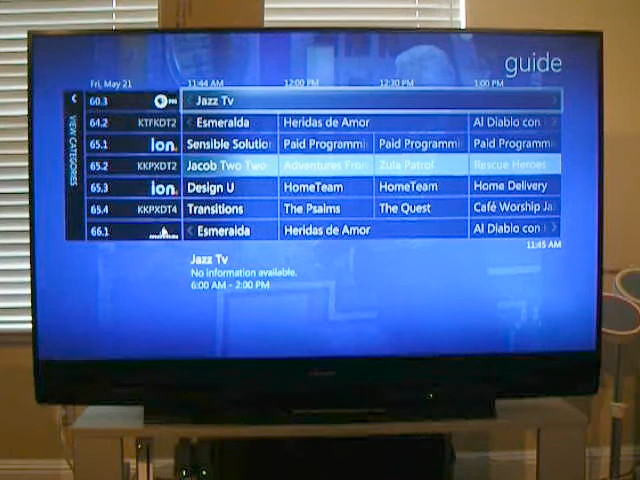 guide
Fri, May 21 11:44 AM 12:00 PM 12:30 PM 1:00 PM
VIEW CATEGORIES
60.3 Jazz Tv
64.2 KTFKDT2 Esmeralda Heridas de Amor Al Diablo con
65.1 ion Sensible Solutio Paid Programmi Paid Programmi Paid Programmi
65.2 KKPXDT2 Jacob Two Two Adventures From Zula Patrol Rescue Heroes
65.3 ion Design U HomeTeam HomeTeam Home Delivery
65.4 KKPXDT4 Transitions The Psalms The Quest Café Worship Ja
66.1 Esmeralda Heridas de Amor Al Diablo con
11:45 AM
Jazz Tv
No information available.
6:00 AM - 2:00 PM